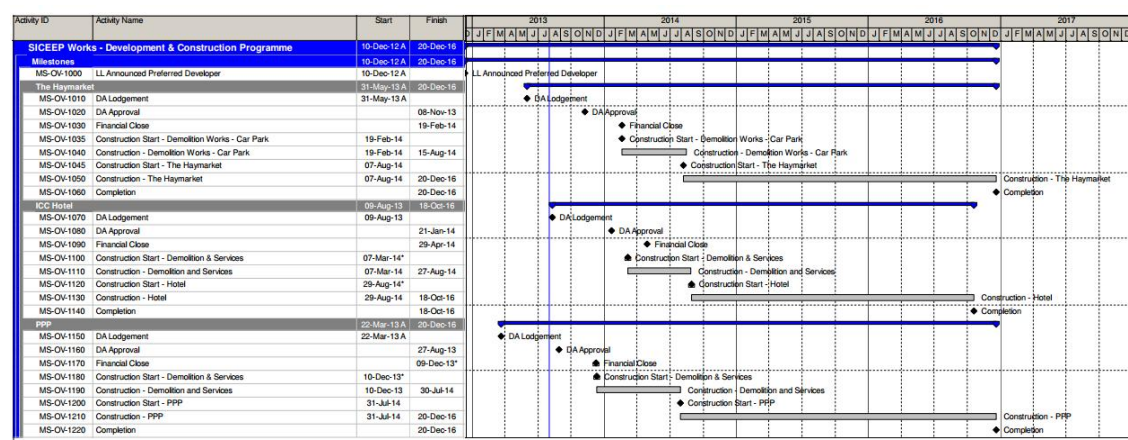 Activity ID Activity Name Start Finish 2013 2014 2015 2016 2017
D J F M A M J J A S O N D J F M A M J J A S O N D J F M A M J J A S O N D J F M A M J J A S O N D J F M A M J J A S O N D
SICEEP Works - Development & Construction Programme 10-Dec-12 A 20-Dec-16
Milestones 10-Dec-12 A 20-Dec-16
MS-OV-1000 LL Announced Preferred Developer 10-Dec-12 A LL Announced Preferred Developer
The Haymarket 31-May-13 A 20-Dec-16
MS-OV-1010 DA Lodgement 31-May-13 A DA Lodgement
MS-OV-1020 DA Approval 08-Nov-13 DA Approval
MS-OV-1030 Financial Close 19-Feb-14 Financial Close
MS-OV-1035 Construction Start - Demolition Works - Car Park 19-Feb-14 Construction Start - Demolition Works - Car Park
MS-OV-1040 Construction - Demolition Works - Car Park 19-Feb-14 15-Aug-14 Construction - Demolition Works - Car Park
MS-OV-1045 Construction Start - The Haymarket 07-Aug-14 Construction Start - The Haymarket
MS-OV-1050 Construction - The Haymarket 07-Aug-14 20-Dec-16 Construction - The Haymarket
MS-OV-1060 Completion 20-Dec-16 Completion
ICC Hotel 09-Aug-13 18-Oct-16
MS-OV-1070 DA Lodgement 09-Aug-13 DA Lodgement
MS-OV-1080 DA Approval 21-Jan-14 DA Approval
MS-OV-1090 Financial Close 29-Apr-14 Financial Close
MS-OV-1100 Construction Start - Demolition & Services 07-Mar-14* Construction Start - Demolition & Services
MS-OV-1110 Construction - Demolition and Services 07-Mar-14 27-Aug-14 Construction - Demolition and Services
MS-OV-1120 Construction Start - Hotel 29-Aug-14* Construction Start - Hotel
MS-OV-1130 Construction - Hotel 29-Aug-14 18-Oct-16 Construction - Hotel
MS-OV-1140 Completion 18-Oct-16 Completion
PPP 22-Mar-13 A 20-Dec-16
MS-OV-1150 DA Lodgement 22-Mar-13 A DA Lodgement
MS-OV-1160 DA Approval 27-Aug-13 DA Approval
MS-OV-1170 Financial Close 09-Dec-13* Financial Close
MS-OV-1180 Construction Start - Demolition & Services 10-Dec-13* Construction Start - Demolition & Services
MS-OV-1190 Construction - Demolition and Services 10-Dec-13 30-Jul-14 Construction - Demolition and Services
MS-OV-1200 Construction Start - PPP 31-Jul-14 Construction Start - PPP
MS-OV-1210 Construction - PPP 31-Jul-14 20-Dec-16 Construction - PPP
MS-OV-1220 Completion 20-Dec-16 Completion